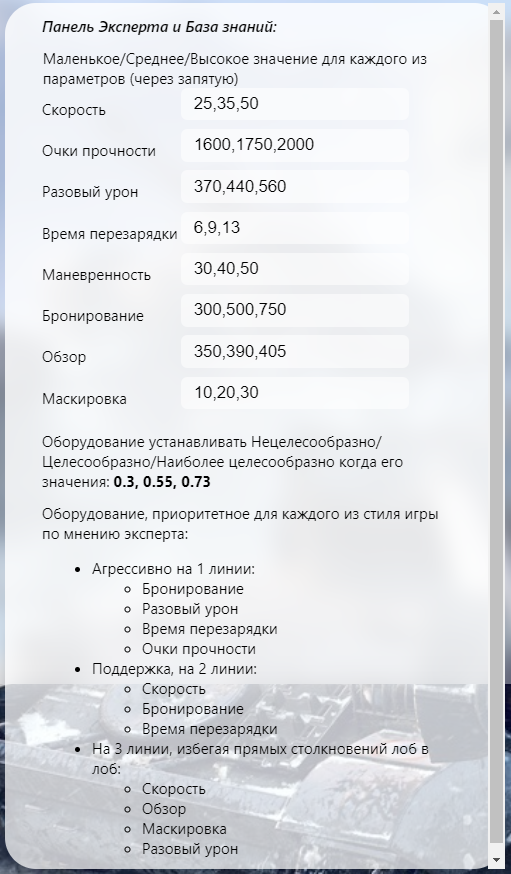 Панель Эксперта и База знаний:
Маленькое/Среднее/Высокое значение для каждого из
параметров (через запятую)
Скорость 25,35,50
Очки прочности 1600,1750,2000
Разовый урон 370,440,560
Время перезарядки 6,9,13
Маневренность 30,40,50
Бронирование 300,500,750
Обзор 350,390,405
Маскировка 10,20,30
Оборудование устанавливать Нецелесообразно/
Целесообразно/Наиболее целесообразно когда его
значения: 0.3, 0.55, 0.73
Оборудование, приоритетное для каждого из стиля игры
по мнению эксперта:
Агрессивно на 1 линии:
Бронирование
Разовый урон
Время перезарядки
Очки прочности
Поддержка, на 2 линии:
Скорость
Бронирование
Время перезарядки
На 3 линии, избегая прямых столкновений лоб в
лоб:
Скорость
Обзор
Маскировка
Разовый урон